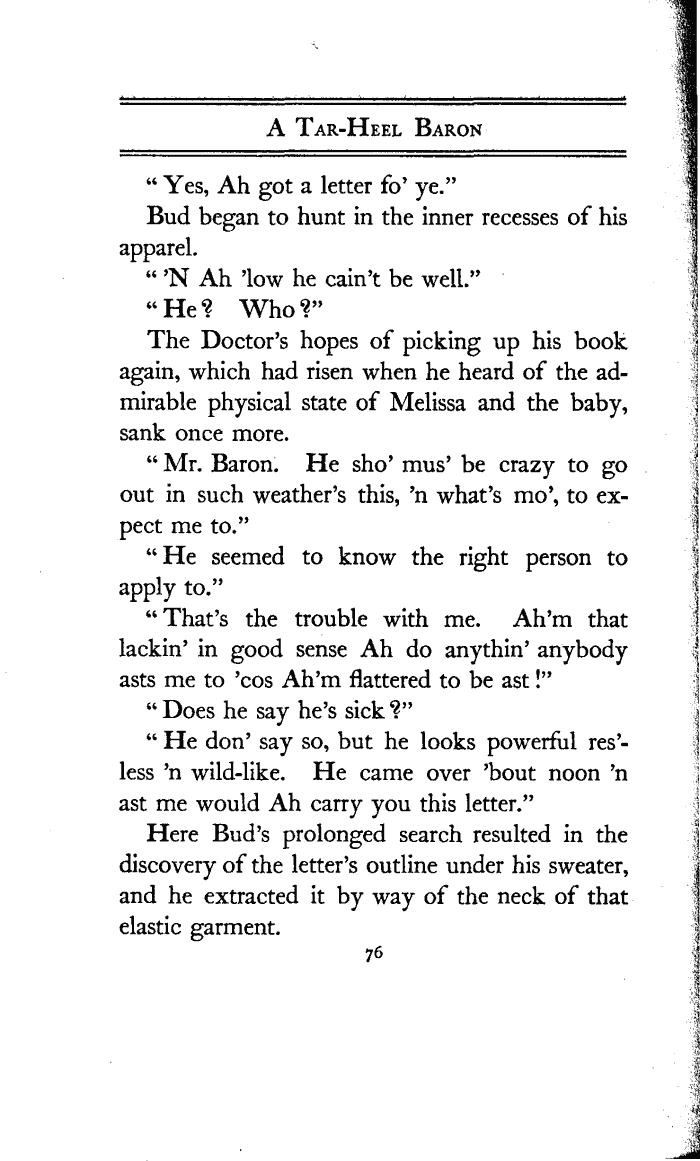 A Tar-Heel Baron
“ Yes, Ah got a letter fo’ ye.”
Bud began to hunt in the inner recesses of his
apparel.
“ ’N Ah ’low he cain’t be well.”
“ He? Who?”
The Doctor’s hopes of picking up his book
again, which had risen when he heard of the ad-
mirable physical state of Melissa and the baby,
sank once more.
“ Mr. Baron. He sho’ mus’ be crazy to go
out in such weather’s this, ’n what’s mo’, to ex-
pect me to.”
“ He seemed to know the right person to
apply to.”
“ That’s the trouble with me. Ah’m that
lackin’ in good sense Ah do anythin’ anybody
asts me to ’cos Ah’m flattered to be ast!”
“ Does he say he’s sick?”
“ He don’ say so, but he looks powerful res’-
less ’n wild-like. He came over ’bout noon ’n
ast me would Ah carry you this letter.”
Here Bud’s prolonged search resulted in the
discovery of the letter’s outline under his sweater,
and he extracted it by way of the neck of that
elastic garment.
76